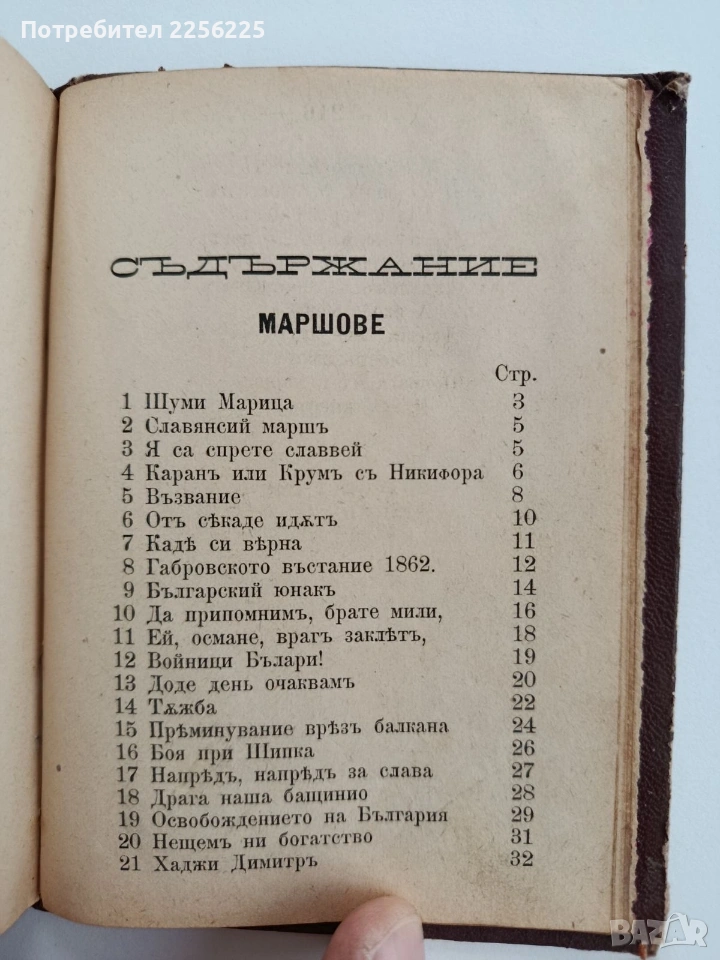 Потребител 2256225
СЪДЪРЖАНИЕ
МАРШОВЕ
Стр.
1 Шуми Марица 3
2 Славянсий маршъ 5
3 Я са спрете славвей 5
4 Каранъ или Крумъ съ Никифора 6
5 Възвание 8
6 Отъ сѣкаде идѫтъ 10
7 Кадѣ си вѣрна 11
8 Габровското въстание 1862. 12
9 Българский юнакъ 14
10 Да припомнимъ, брате мили, 16
11 Ей, османе, врагъ заклѣтъ, 18
12 Войници Бълари! 19
13 Доде день очаквамъ 20
14 Тѫжба 22
15 Прѣминувание врѣзъ балкана 24
16 Боя при Шипка 26
17 Напрѣдъ, напрѣдъ за слава 27
18 Драга наша бащинио 28
19 Освобождението на България 29
20 Нещемъ ни богатство 31
21 Хаджи Димитръ 32
BAZAR